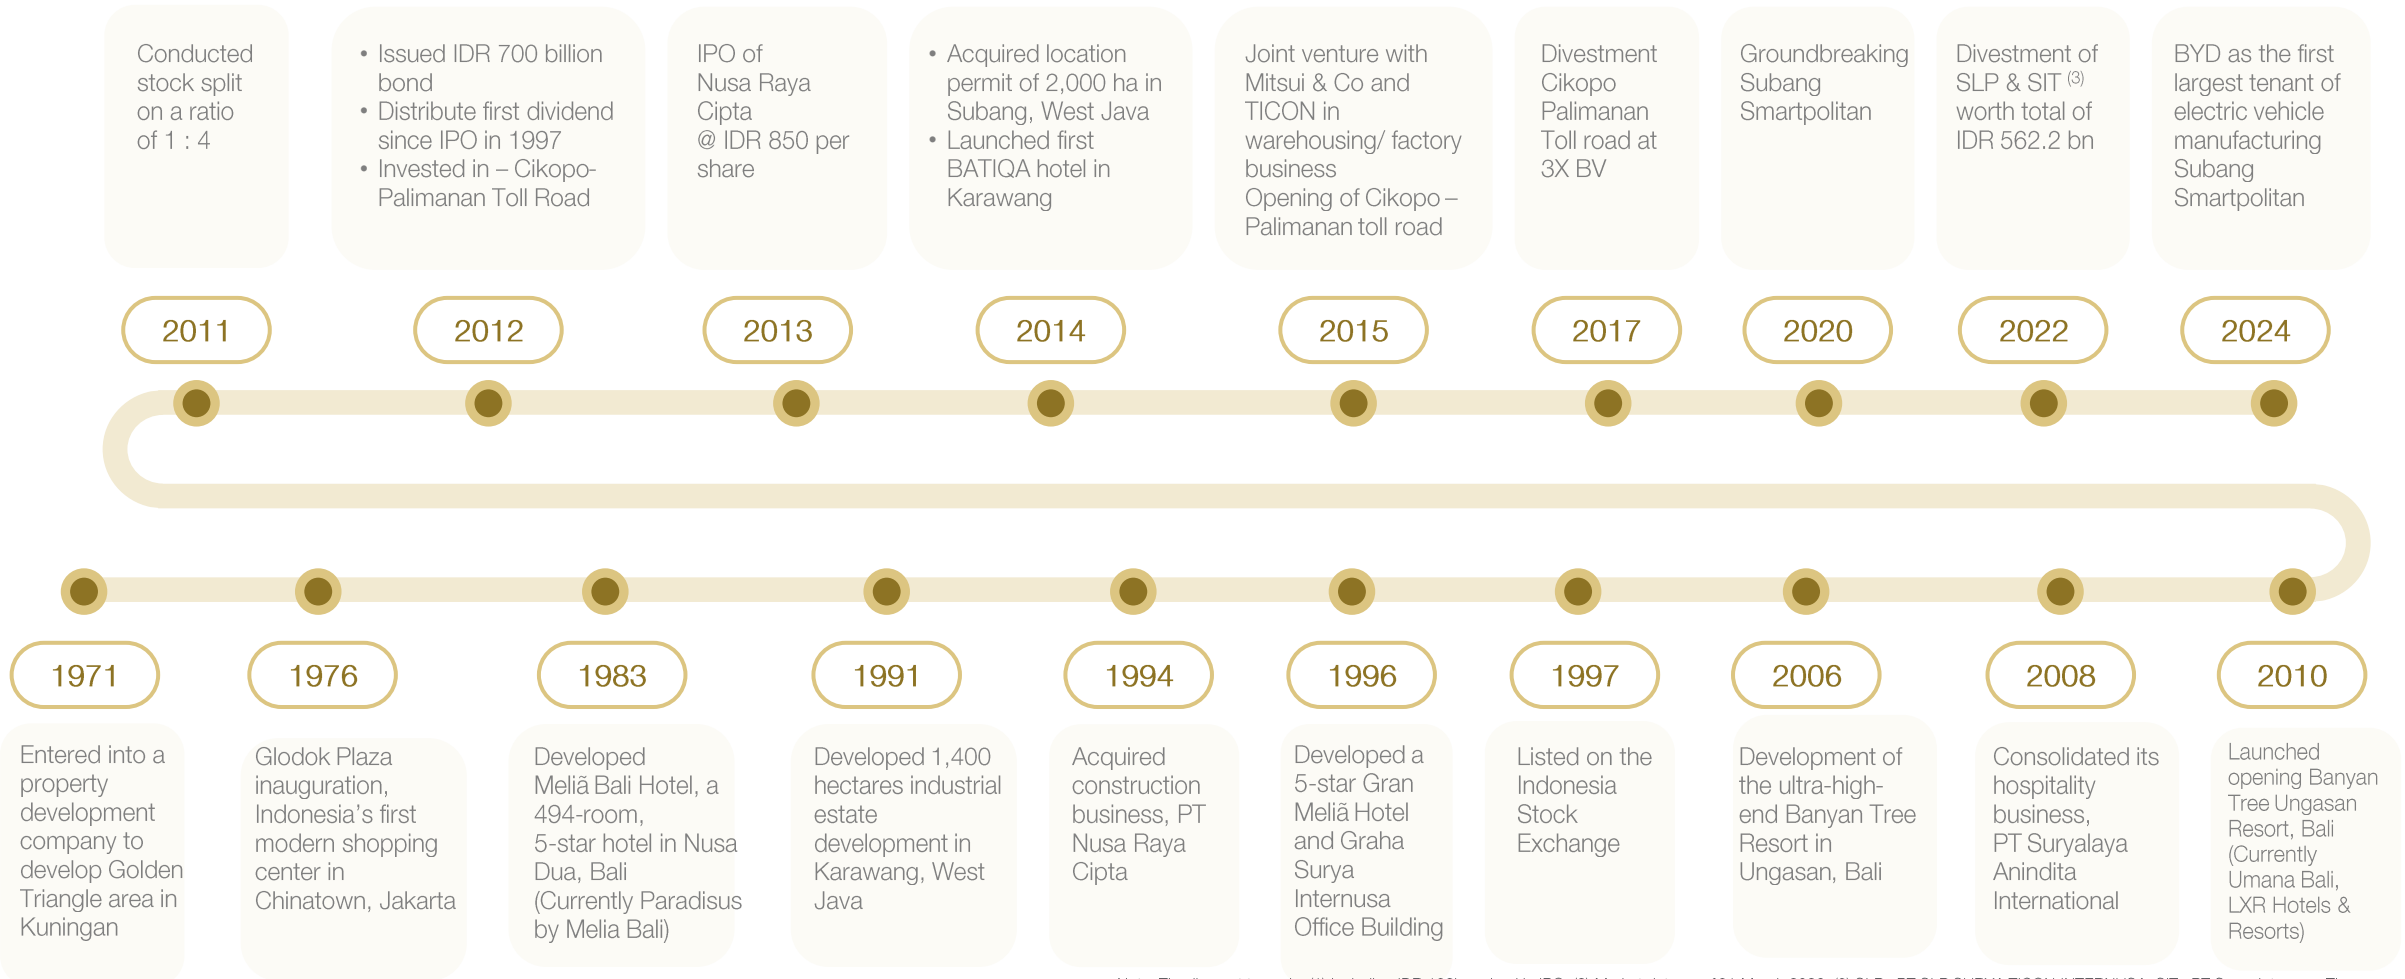 Conducted
stock split
on a ratio
of 1 : 4
• Issued IDR 700 billion
bond
• Distribute first dividend
since IPO in 1997
• Invested in – Cikopo-
Palimanan Toll Road
IPO of
Nusa Raya
Cipta
@ IDR 850 per
share
• Acquired location
permit of 2,000 ha in
Subang, West Java
• Launched first
BATIQA hotel in
Karawang
Joint venture with
Mitsui & Co and
TICON in
warehousing/ factory
business
Opening of Cikopo –
Palimanan toll road
Divestment
Cikopo
Palimanan
Toll road at
3X BV
Groundbreaking
Subang
Smartpolitan
Divestment of
SLP & SIT (3)
worth total of
IDR 562.2 bn
BYD as the first
largest tenant of
electric vehicle
manufacturing
Subang
Smartpolitan
2011
2012
2013
2014
2015
2017
2020
2022
2024
1971
1976
1983
1991
1994
1996
1997
2006
2008
2010
Entered into a
property
development
company to
develop Golden
Triangle area in
Kuningan
Glodok Plaza
inauguration,
Indonesia's first
modern shopping
center in
Chinatown, Jakarta
Developed
Meliã Bali Hotel, a
494-room,
5-star hotel in Nusa
Dua, Bali
(Currently Paradisus
by Melia Bali)
Developed 1,400
hectares industrial
estate
development in
Karawang, West
Java
Acquired
construction
business, PT
Nusa Raya
Cipta
Developed a
5-star Gran
Meliã Hotel
and Graha
Surya
Internusa
Office Building
Listed on the
Indonesia
Stock
Exchange
Development of
the ultra-high-
end Banyan Tree
Resort in
Ungasan, Bali
Consolidated its
hospitality
business,
PT Suryalaya
Anindita
International
Launched
opening Banyan
Tree Ungasan
Resort, Bali
(Currently
Umana Bali,
LXR Hotels &
Resorts)